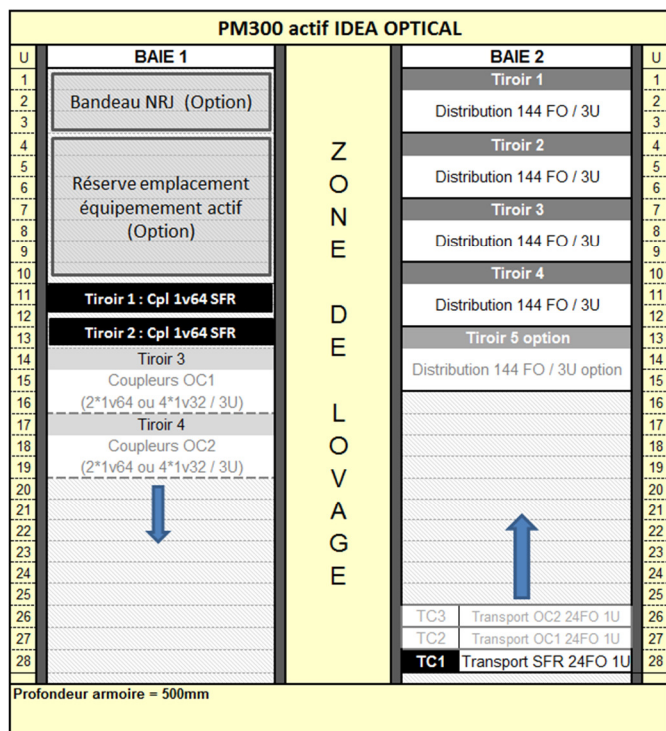 PM300 actif IDEA OPTICAL
U
BAIE 1
BAIE 2
U
1
2
3
4
5
6
7
8
9
10
11
12
13
14
15
16
17
18
19
20
21
22
23
24
25
26
27
28
Bandeau NRJ (Option)
Réserve emplacement
équipemement actif
(Option)
Tiroir 1 : Cpl 1v64 SFR
Tiroir 2 : Cpl 1v64 SFR
Tiroir 3
Coupleurs OC1
(2*1v64 ou 4*1v32 / 3U)
Tiroir 4
Coupleurs OC2
(2*1v64 ou 4*1v32 / 3U)
Z
O
N
E
D
E
L
O
V
A
G
E
Tiroir 1
Distribution 144 FO / 3U
Tiroir 2
Distribution 144 FO / 3U
Tiroir 3
Distribution 144 FO / 3U
Tiroir 4
Distribution 144 FO / 3U
Tiroir 5 option
Distribution 144 FO / 3U option
TC3 Transport OC2 24FO 1U
TC2 Transport OC1 24FO 1U
TC1 Transport SFR 24FO 1U
1
2
3
4
5
6
7
8
9
10
11
12
13
14
15
16
17
18
19
20
21
22
23
24
25
26
27
28
Profondeur armoire = 500mm